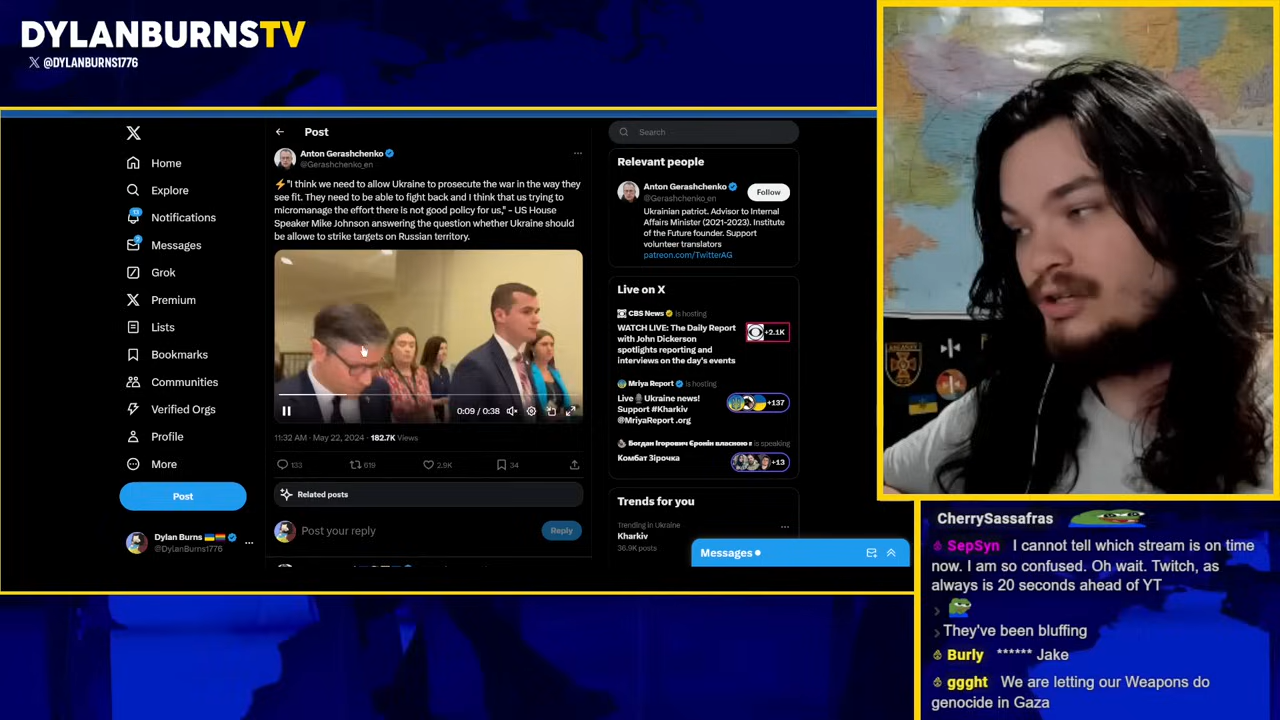 DYLANBURNSTV
X @DYLANBURNS1776
Home
Explore
Notifications
Messages
Grok
Premium
Lists
Bookmarks
Communities
Verified Orgs
Profile
More
Post
Dylan Burns
@DylanBurns1776
Post
Anton Gerashchenko
@Gerashchenko_en
⚡"I think we need to allow Ukraine to prosecute the war in the way they
see fit. They need to be able to fight back and I think that us trying to
micromanage the effort there is not good policy for us," - US House
Speaker Mike Johnson answering the question whether Ukraine should
be allowe to strike targets on Russian territory.
0:09 / 0:38
11:32 AM · May 22, 2024 · 182.7K Views
133 619 2.9K 34
Related posts
Post your reply
Reply
Search
Relevant people
Anton Gerashchenko
@Gerashchenko_en
Follow
Ukrainian patriot. Advisor to Internal
Affairs Minister (2021-2023). Institute
of the Future founder. Support
volunteer translators
patreon.com/TwitterAG
Live on X
CBS News is hosting
WATCH LIVE: The Daily Report
with John Dickerson
spotlights reporting and
interviews on the day's events
+2.1K
Mriya Report is hosting
Live 🎙 Ukraine news!
Support #Kharkiv
@MriyaReport .org
+137
is speaking
Комбат Зірочка
+13
Trends for you
Trending in Ukraine
Kharkiv
36.9K posts
Messages
CherrySassafras
SepSyn I cannot tell which stream is on time
now. I am so confused. Oh wait. Twitch, as
always is 20 seconds ahead of YT
They've been bluffing
Burly ****** Jake
ggght We are letting our Weapons do
genocide in Gaza